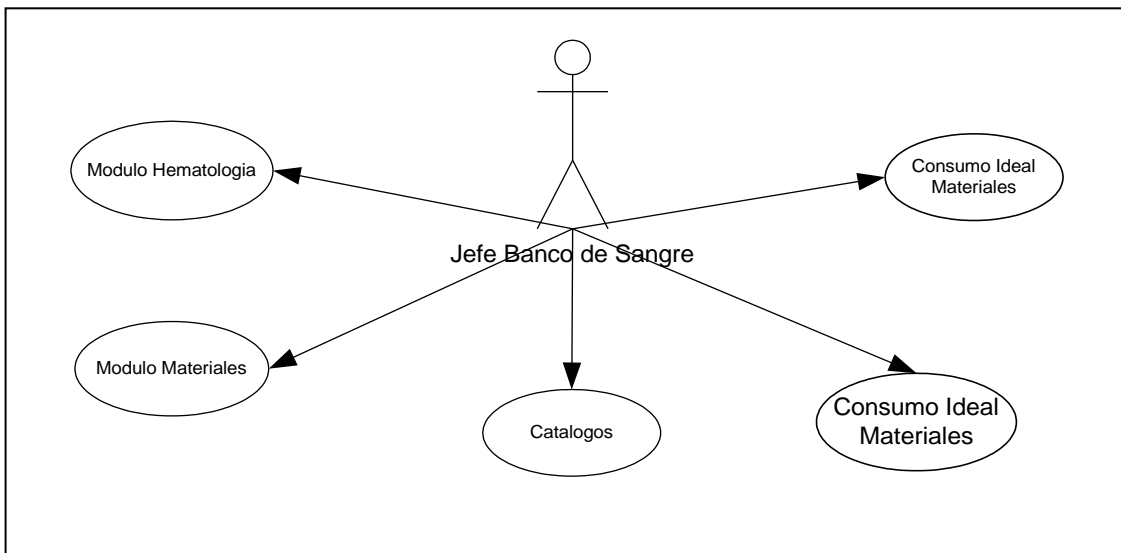 Modulo Hematologia
Consumo Ideal
Materiales
Jefe Banco de Sangre
Modulo Materiales
Catalogos
Consumo Ideal
Materiales